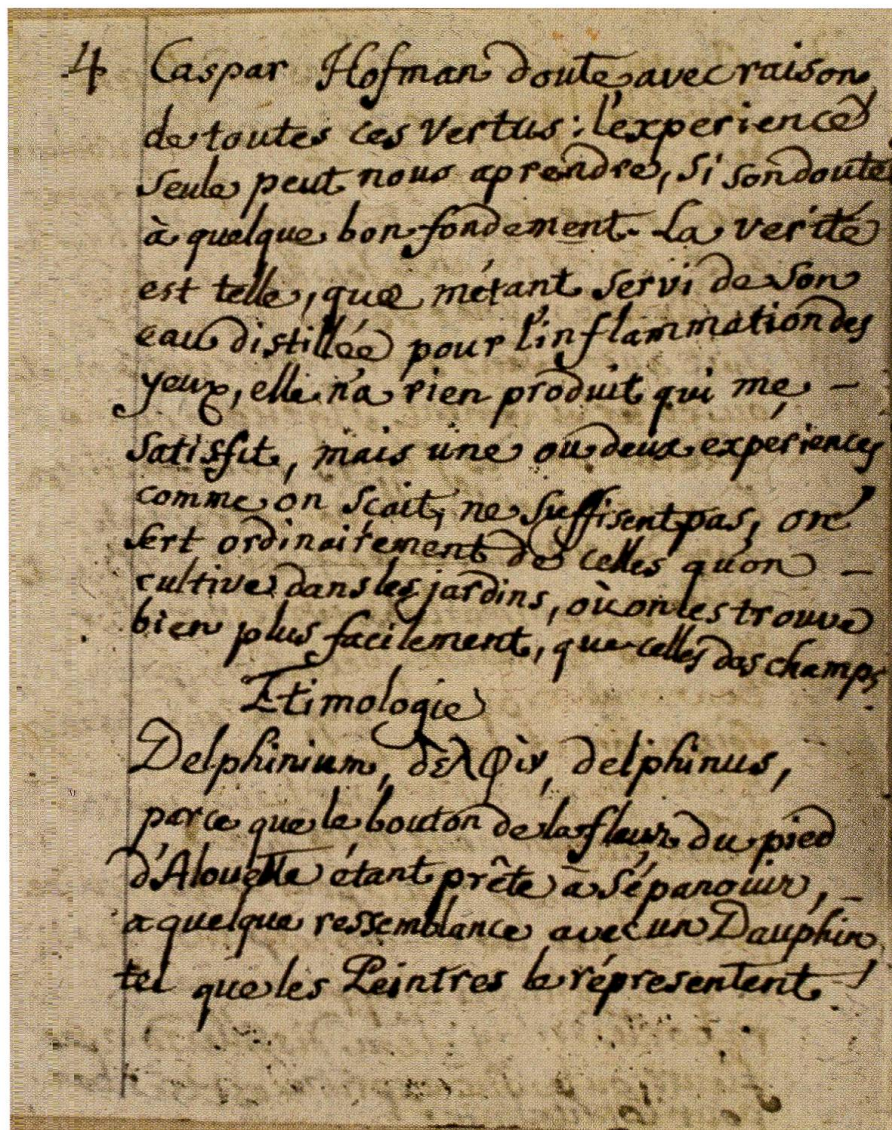 4 Caspar Hofman doute avec raison
de toutes ces vertus : l'experience
seule peut nous aprendre, si son doute
à quelque bon fondement. La verité
est telle, que m'étant servi de son
eau distillée pour l'inflammation des
yeux, elle n'a rien produit qui me –
satisfit, mais une ou deux expériences
comme on scait, ne suffisent pas, on
sert ordinairement de celles qu'on –
cultive dans les jardins, où on les trouve
bien plus facilement, que celles das champs
Etimologie
Delphinium, δελφὶν, delphinus,
parce que le bouton de la fleur du pied
d'Alouette étant prête à s'épanouir, –
a quelque ressemblance avec un Dauphin
tel que les Peintres le répresentent !